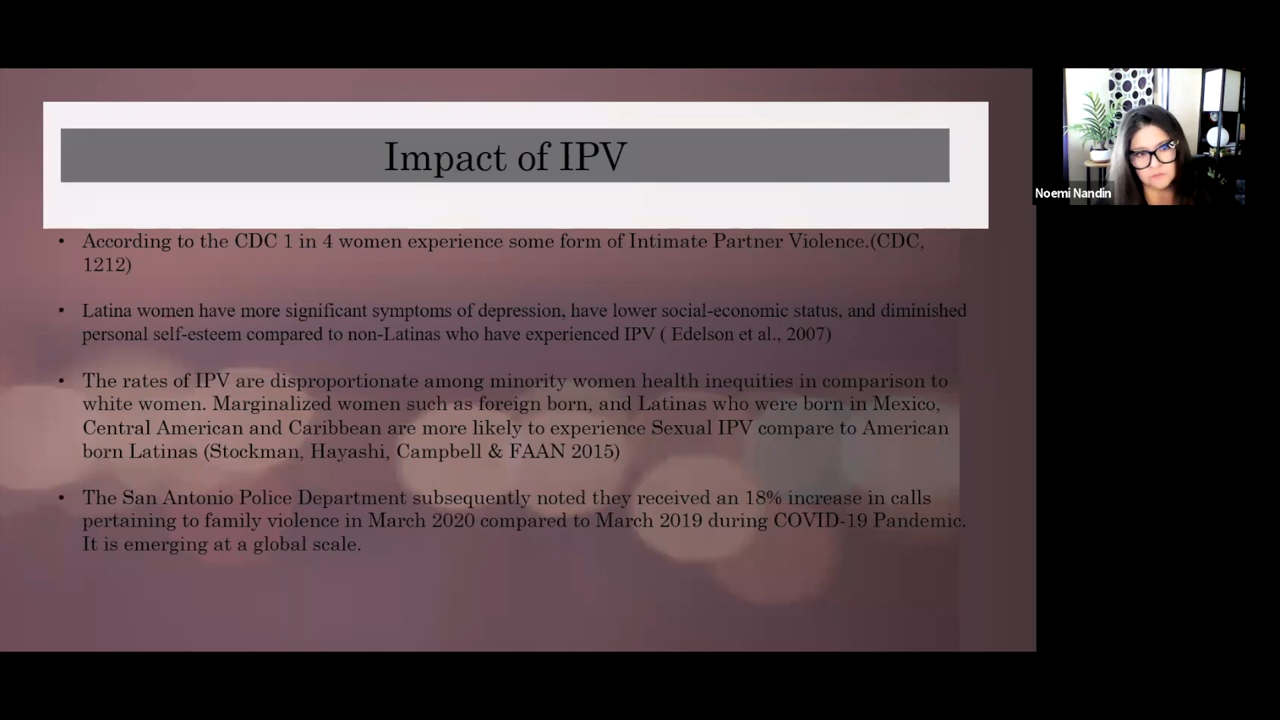 Impact of IPV
• According to the CDC 1 in 4 women experience some form of Intimate Partner Violence.(CDC,
1212)
• Latina women have more significant symptoms of depression, have lower social-economic status, and diminished
personal self-esteem compared to non-Latinas who have experienced IPV ( Edelson et al., 2007)
• The rates of IPV are disproportionate among minority women health inequities in comparison to
white women. Marginalized women such as foreign born, and Latinas who were born in Mexico,
Central American and Caribbean are more likely to experience Sexual IPV compare to American
born Latinas (Stockman, Hayashi, Campbell & FAAN 2015)
• The San Antonio Police Department subsequently noted they received an 18% increase in calls
pertaining to family violence in March 2020 compared to March 2019 during COVID-19 Pandemic.
It is emerging at a global scale.
Noemi Nandin